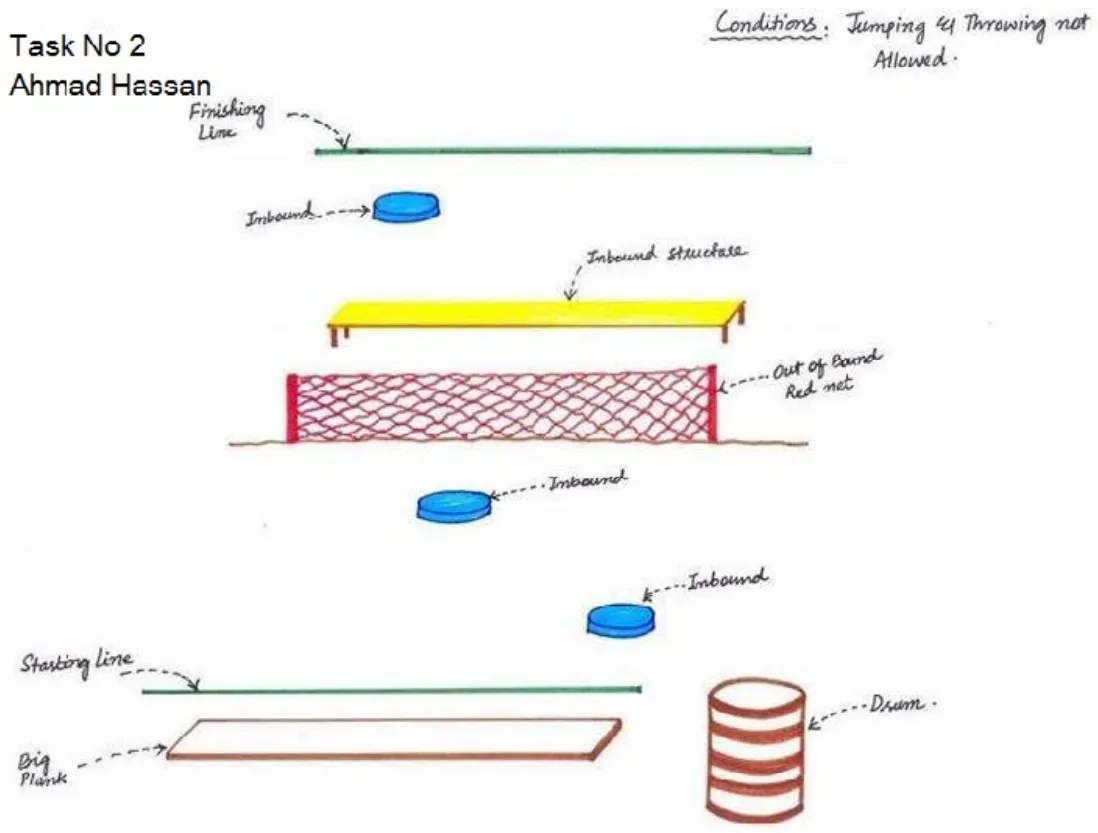 Conditions: Jumping & Throwing not
Allowed.
Task No 2
Ahmad Hassan
Finishing
Line
Inbound
Inbound structure
Out of Bound
Red net
Inbound
Inbound
Starting line
Drum.
Big
Plank